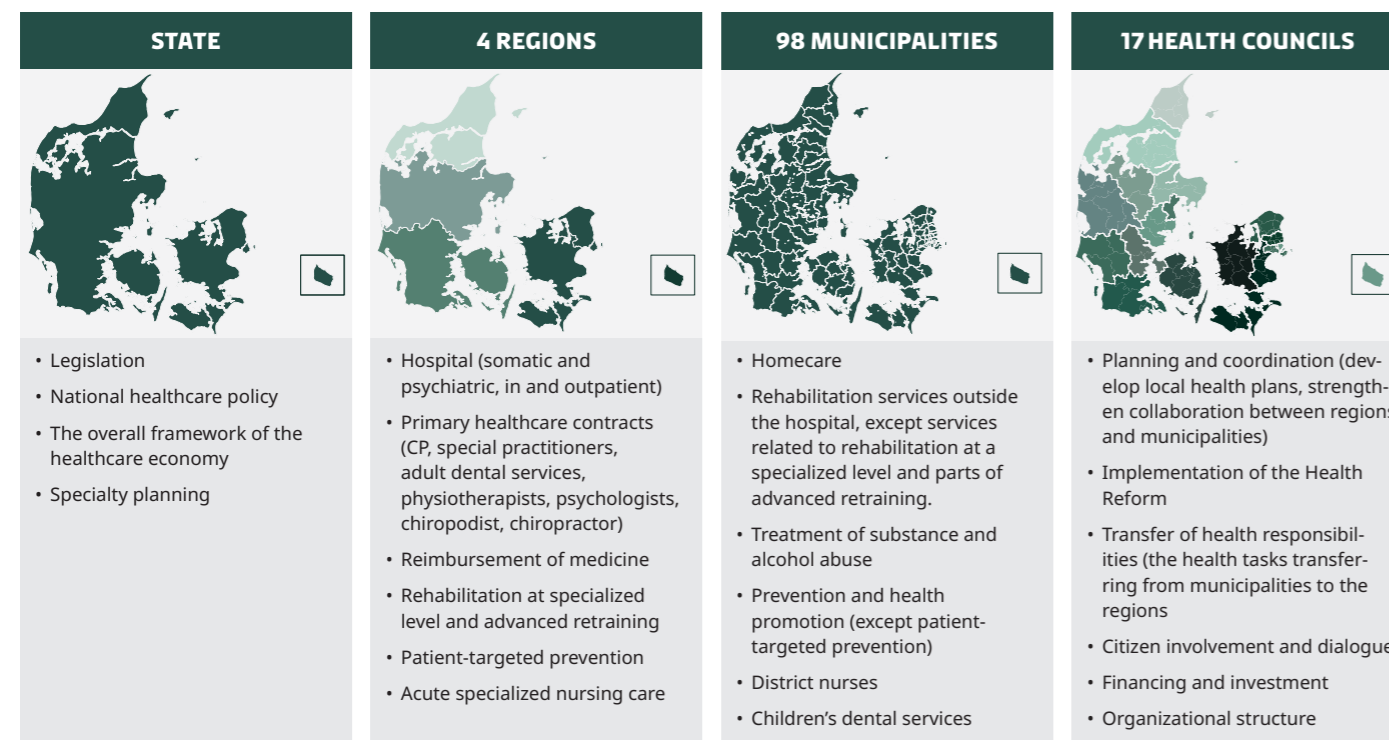 STATE
• Legislation
• National healthcare policy
• The overall framework of the
healthcare economy
• Specialty planning
4 REGIONS
• Hospital (somatic and
psychiatric, in and outpatient)
• Primary healthcare contracts
(CP, special practitioners,
adult dental services,
physiotherapists, psychologists,
chiropodist, chiropractor)
• Reimbursement of medicine
• Rehabilitation at specialized
level and advanced retraining
• Patient-targeted prevention
• Acute specialized nursing care
98 MUNICIPALITIES
• Homecare
• Rehabilitation services outside
the hospital, except services
related to rehabilitation at a
specialized level and parts of
advanced retraining.
• Treatment of substance and
alcohol abuse
• Prevention and health
promotion (except patient-
targeted prevention)
• District nurses
• Children's dental services
17 HEALTH COUNCILS
• Planning and coordination (dev-
elop local health plans, strength-
en collaboration between regions
and municipalities)
• Implementation of the Health
Reform
• Transfer of health responsibil-
ities (the health tasks transfer-
ring from municipalities to the
regions
• Citizen involvement and dialogue
• Financing and investment
• Organizational structure